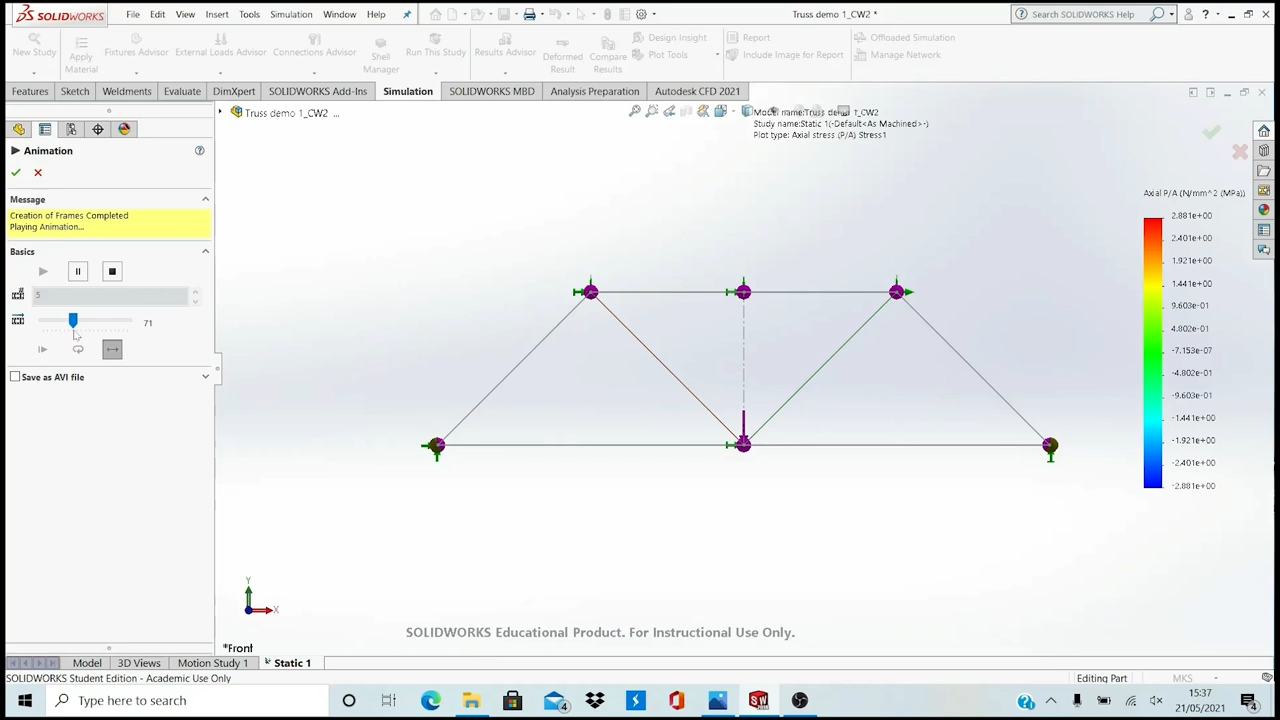 SOLIDWORKS File Edit View Insert Tools Simulation Window Help Truss demo 1_CW2 * Search SOLIDWORKS Help ?
New Study
Apply Material
Fixtures Advisor
External Loads Advisor
Connections Advisor
Shell Manager
Run This Study
Results Advisor
Deformed Result
Compare Results
Design Insight
Plot Tools
Report
Include Image for Report
Offloaded Simulation
Manage Network
Features Sketch Weldments Evaluate DimXpert SOLIDWORKS Add-Ins Simulation SOLIDWORKS MBD Analysis Preparation Autodesk CFD 2021
Truss demo 1_CW2 ...
Model name:Truss demo 1_CW2
Study name:Static 1(-Default<As Machined>-)
Plot type: Axial stress (P/A) Stress1
Animation
Message
Creation of Frames Completed
Playing Animation...
Basics
5
71
Save as AVI file
Axial P/A (N/mm^2 (MPa))
2.881e+00
2.401e+00
1.921e+00
1.441e+00
9.603e-01
4.802e-01
-7.153e-07
-4.802e-01
-9.603e-01
-1.441e+00
-1.921e+00
-2.401e+00
-2.881e+00
Y
X
SOLIDWORKS Educational Product. For Instructional Use Only.
*Front
Model 3D Views Motion Study 1 Static 1
SOLIDWORKS Student Edition - Academic Use Only
Editing Part MKS
Type here to search
4
15:37
21/05/2021
4